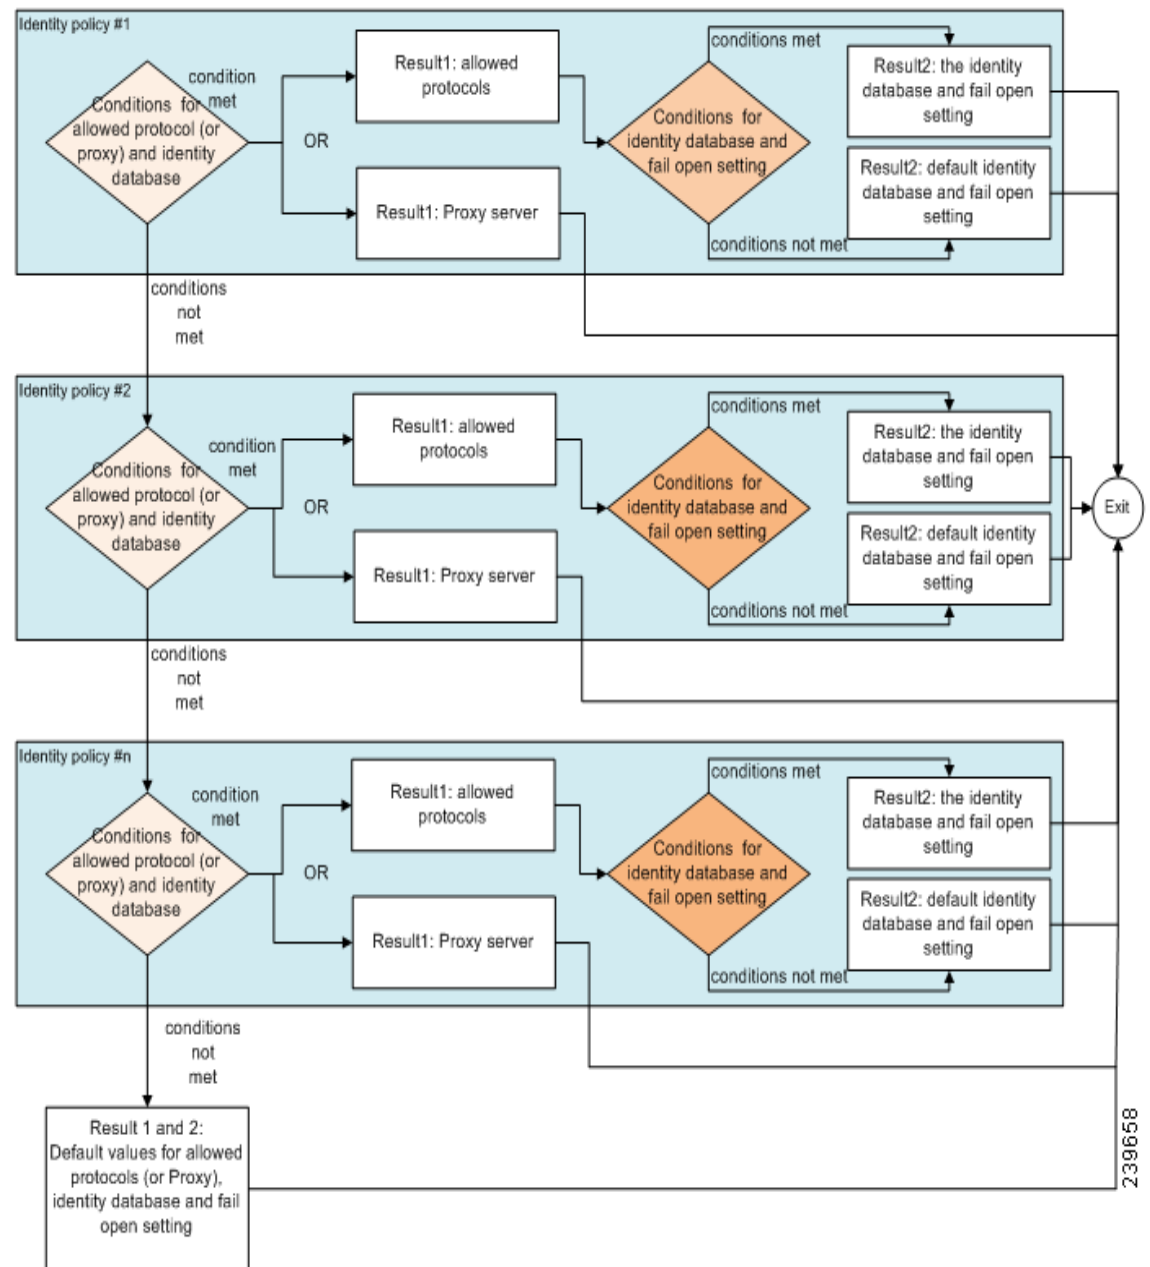 Identity policy #1
condition
met
Conditions for
allowed protocol (or
proxy) and identity
database
OR
Result1: allowed
protocols
Result1: Proxy server
Conditions for
identity database and
fail open setting
conditions met
Result2: the identity
database and fail open
setting
Result2: default identity
database and fail open
setting
conditions not met
conditions
not
met
Identity policy #2
condition
met
Conditions for
allowed protocol (or
proxy) and identity
database
OR
Result1: allowed
protocols
Result1: Proxy server
Conditions for
identity database and
fail open setting
conditions met
Result2: the identity
database and fail open
setting
Result2: default identity
database and fail open
setting
conditions not met
Exit
conditions
not
met
Identity policy #n
condition
met
Conditions for
allowed protocol (or
proxy) and identity
database
OR
Result1: allowed
protocols
Result1: Proxy server
Conditions for
identity database and
fail open setting
conditions met
Result2: the identity
database and fail open
setting
Result2: default identity
database and fail open
setting
conditions not met
conditions
not
met
Result 1 and 2:
Default values for allowed
protocols (or Proxy),
identity database and fail
open setting
239658